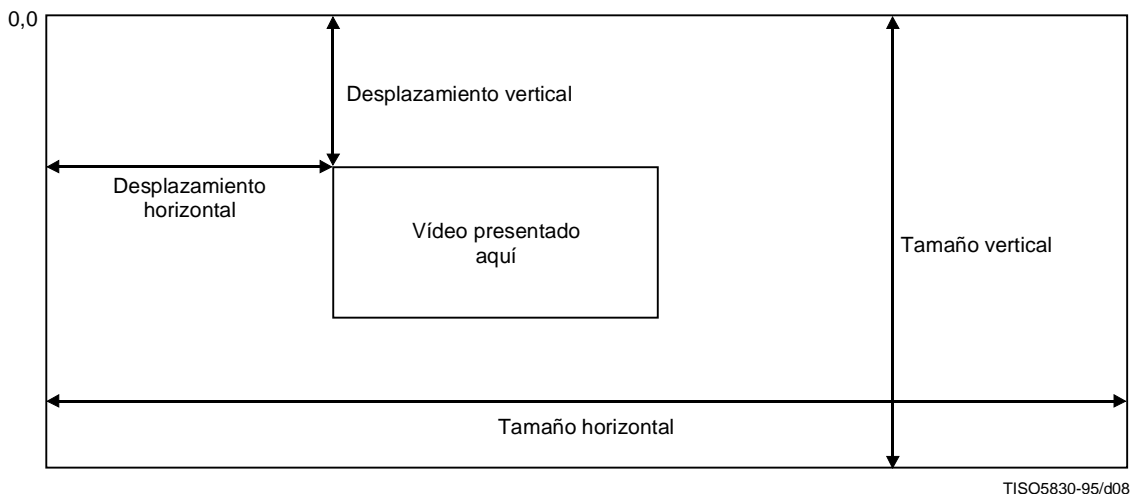 0,0
Desplazamiento vertical
Desplazamiento
horizontal
Vídeo presentado
aquí
Tamaño vertical
Tamaño horizontal
TISO5830-95/d08